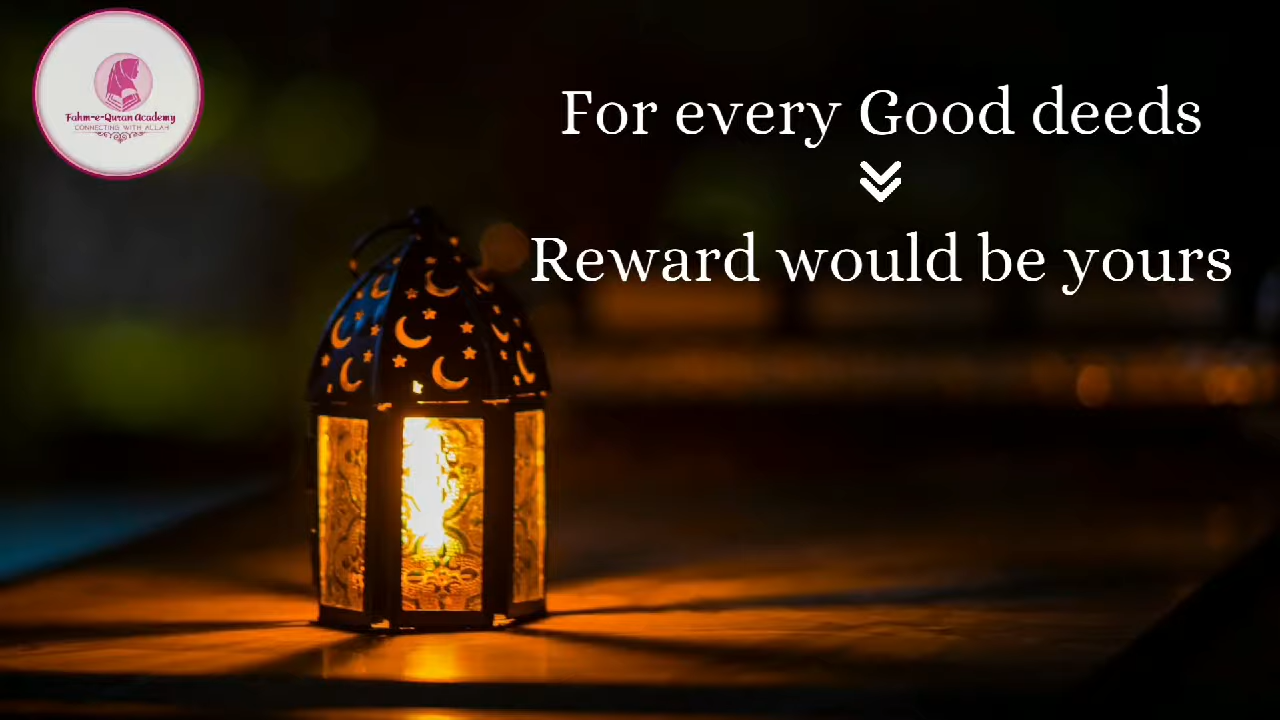 Fahm-e-Quran Academy
CONNECTING WITH ALLAH
For every Good deeds
Reward would be yours